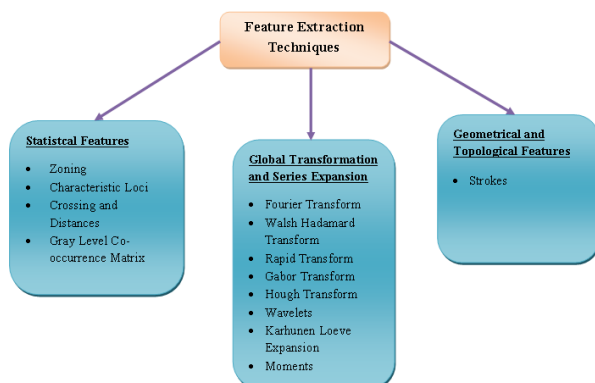 Feature Extraction
Techniques
Statistcal Features
• Zoning
• Characteristic Loci
• Crossing and
Distances
• Gray Level Co-
occurrence Matrix
Global Transformation
and Series Expansion
• Fourier Transform
• Walsh Hadamard
Transform
• Rapid Transform
• Gabor Transform
• Hough Transform
• Wavelets
• Karhunen Loeve
Expansion
• Moments
Geometrical and
Topological Features
• Strokes